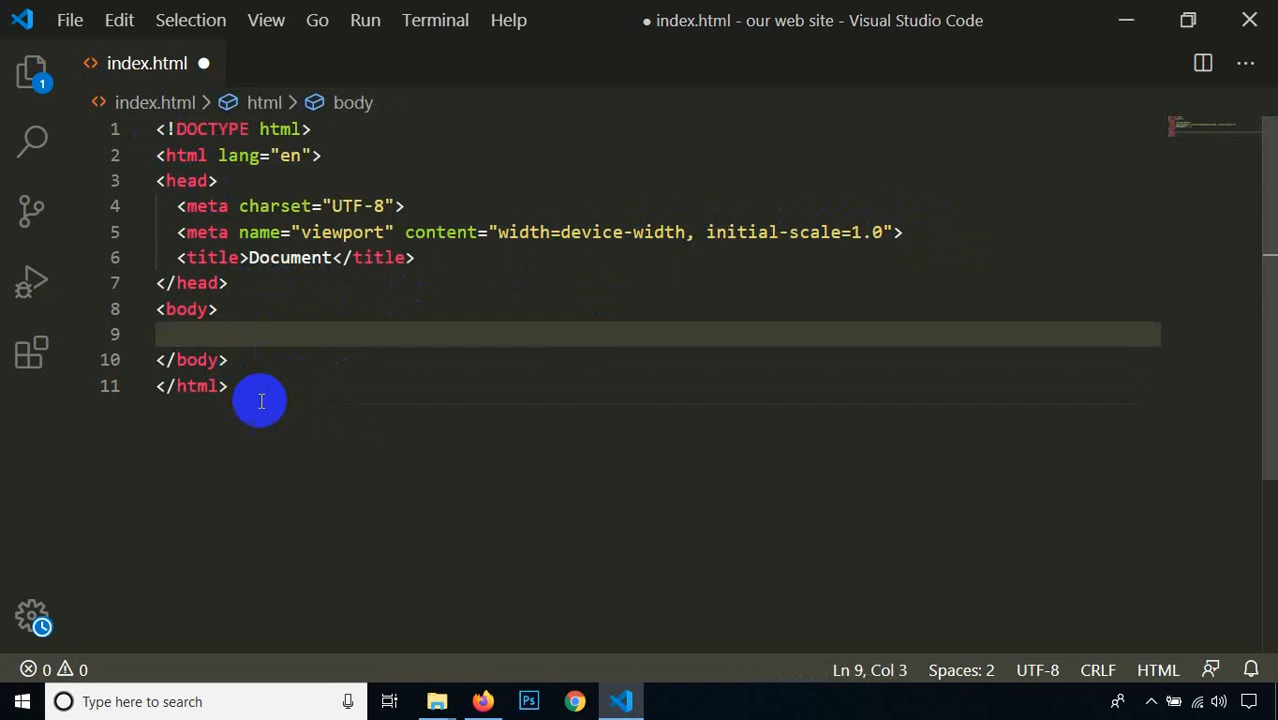 File Edit Selection View Go Run Terminal Help ● index.html - our web site - Visual Studio Code
1 index.html
index.html > html > body
1 <!DOCTYPE html>
2 <html lang="en">
3 <head>
4 <meta charset="UTF-8">
5 <meta name="viewport" content="width=device-width, initial-scale=1.0">
6 <title>Document</title>
7 </head>
8 <body>
9
10 </body>
11 </html>
0 0 Ln 9, Col 3 Spaces: 2 UTF-8 CRLF HTML
Type here to search Ps